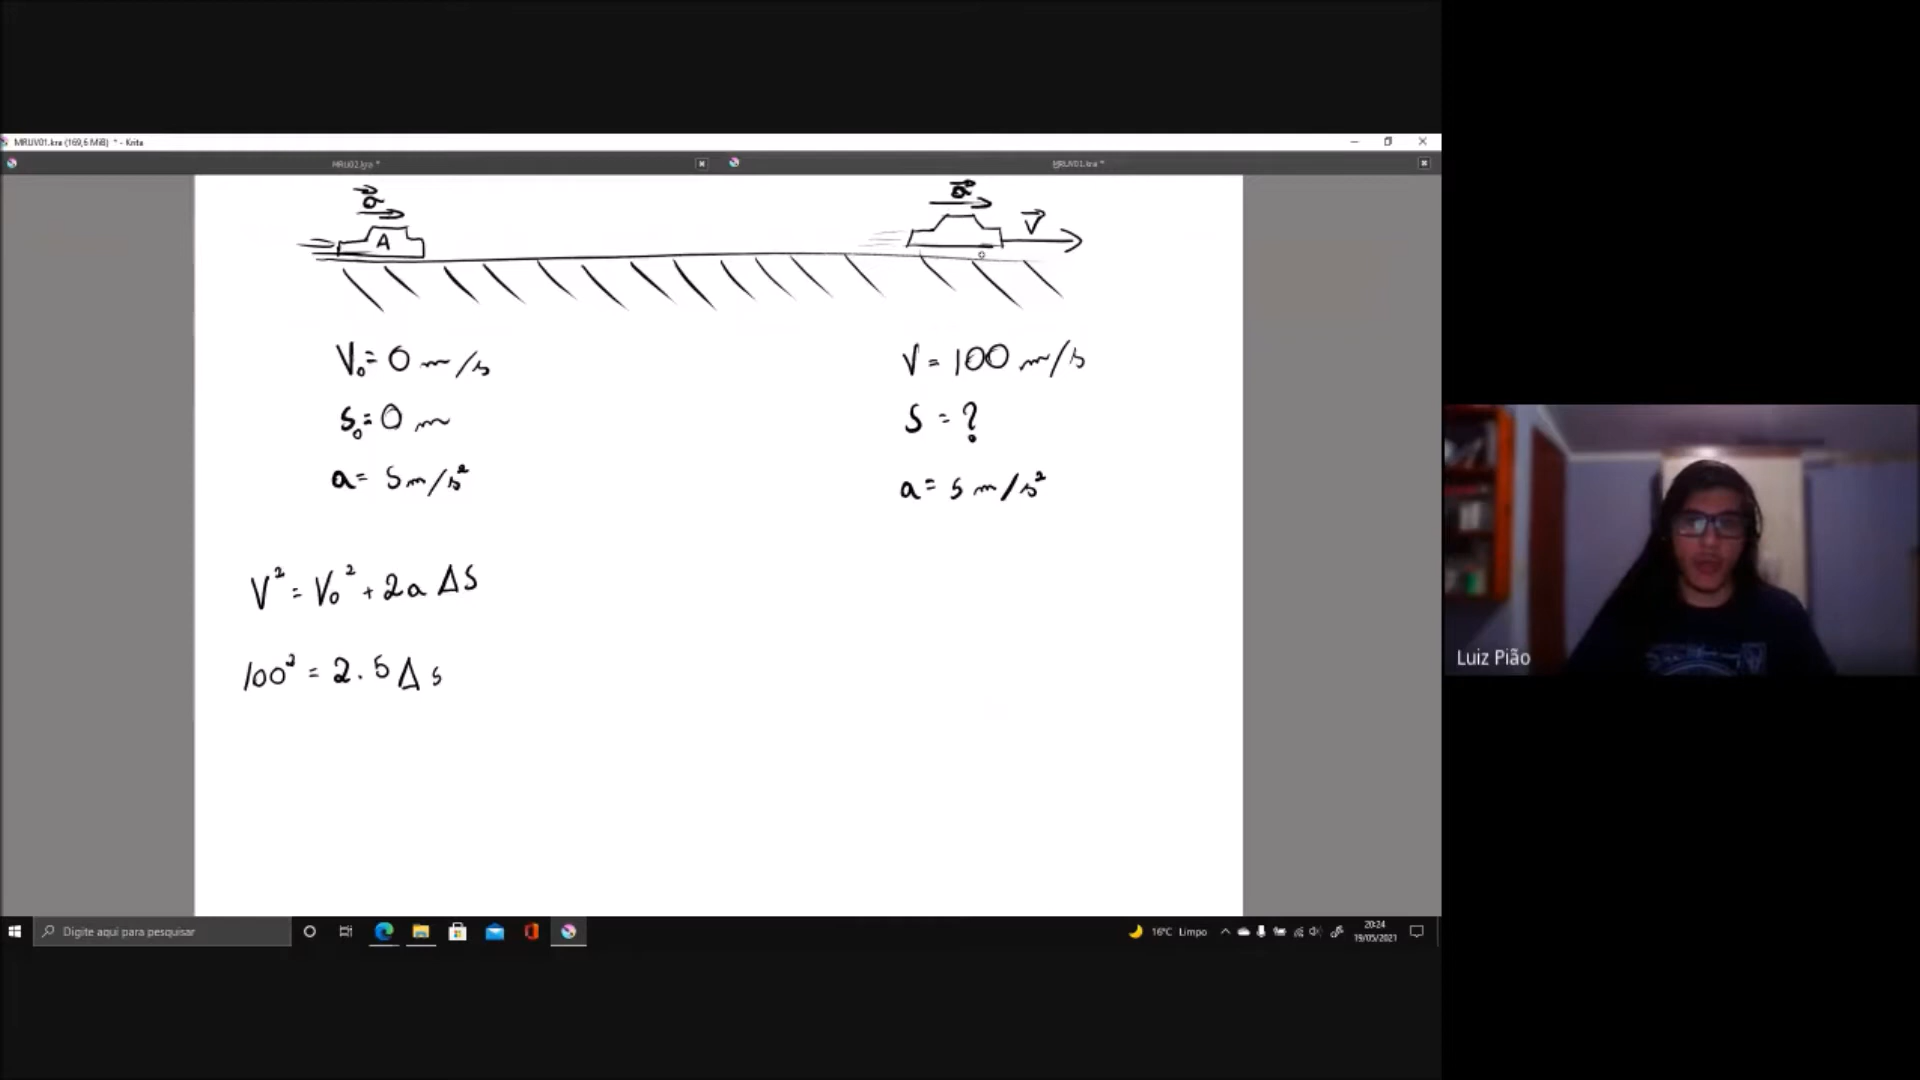 MRUV01.kra (169,6 MiB) * - Krita
MRU02.kra *
MRUV01.kra *
a
a
V
A
V₀ = 0 m/s
V = 100 m/s
S₀ = 0 m
S = ?
a = 5 m/s²
a = 5 m/s²
V² = V₀² + 2a ΔS
100² = 2.5 Δs
Luiz Pião
Digite aqui para pesquisar
16°C Limpo
20:24
19/05/2021